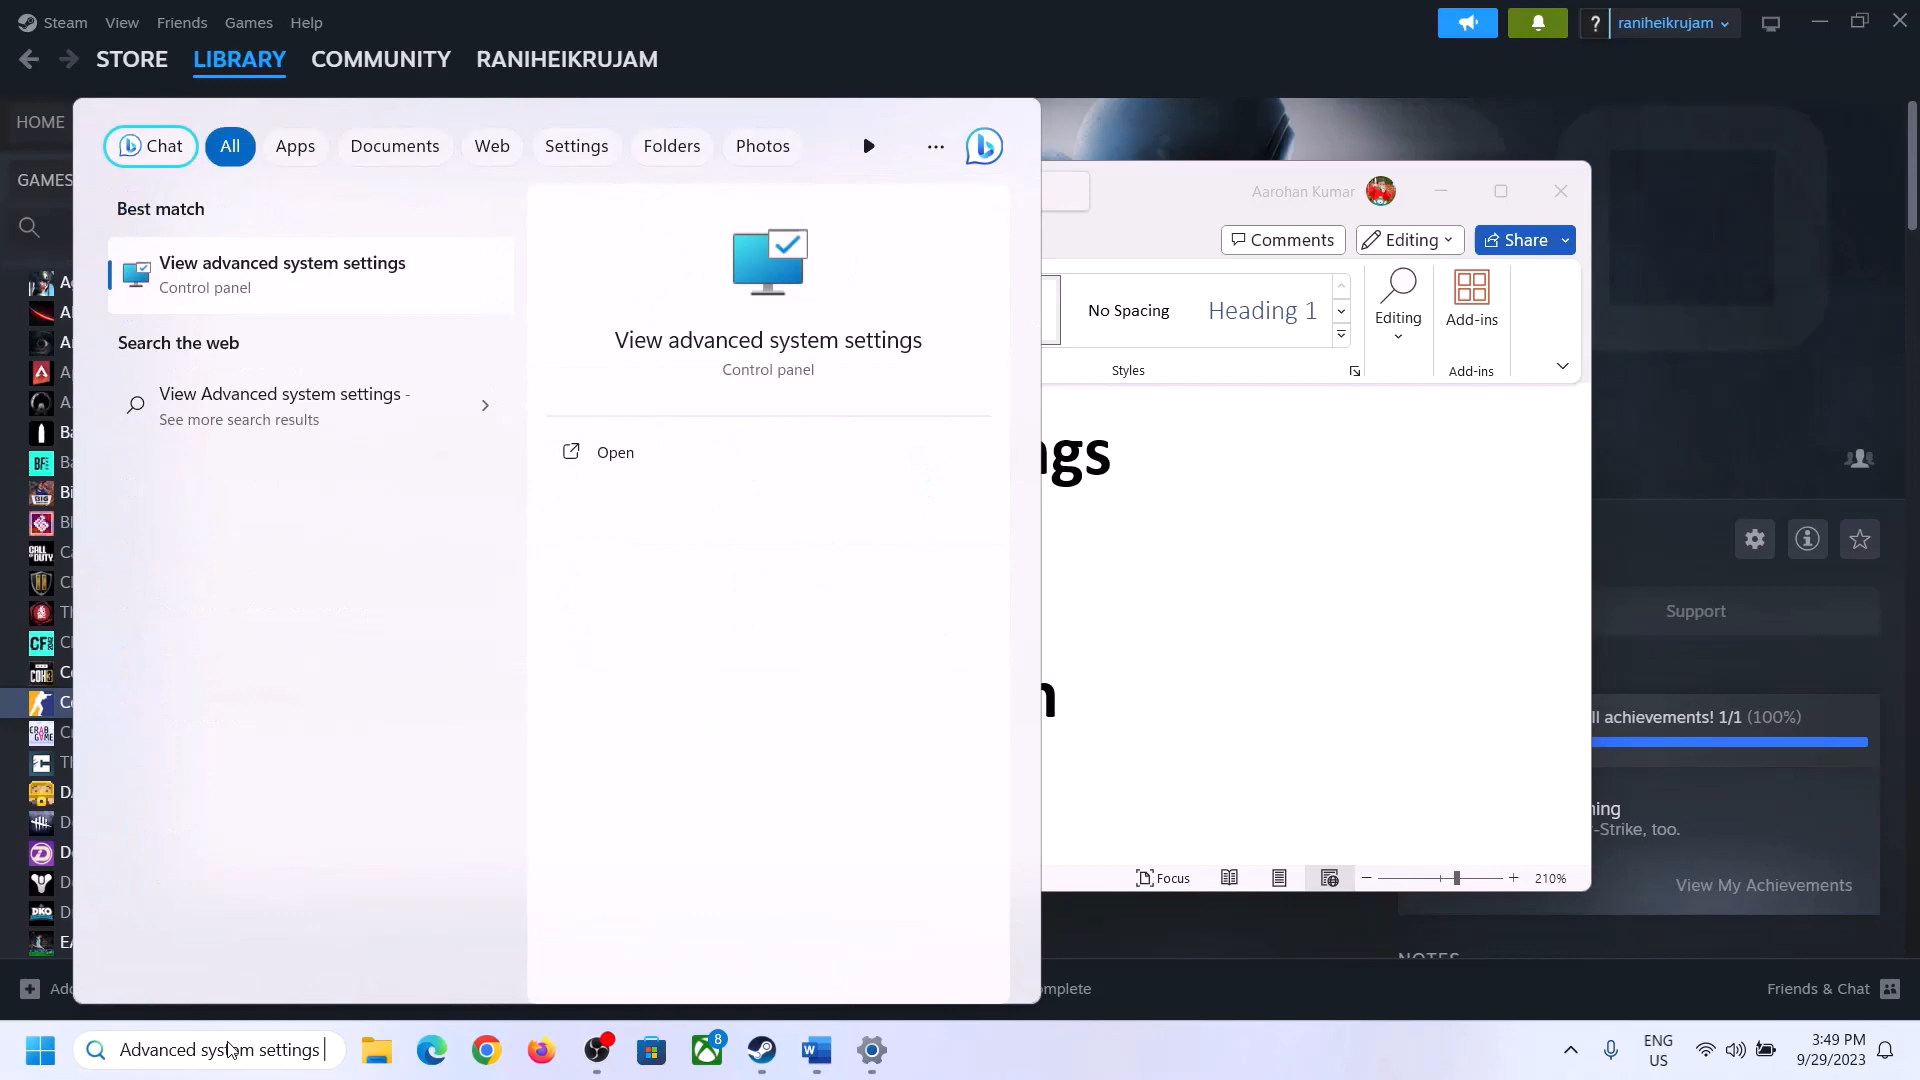 Steam View Friends Games Help
? raniheikrujam
STORE LIBRARY COMMUNITY RANIHEIKRUJAM
HOME
GAMES
Chat All Apps Documents Web Settings Folders Photos
Best match
View advanced system settings
Control panel
Search the web
View Advanced system settings -
See more search results
View advanced system settings
Control panel
Open
Aarohan Kumar
Comments Editing Share
No Spacing Heading 1
Editing
Add-ins
Styles
Add-ins
ngs
Focus
210%
Support
ll achievements! 1/1 (100%)
-Strike, too.
View My Achievements
Friends & Chat
Advanced system settings
8
ENG
US
3:49 PM
9/29/2023